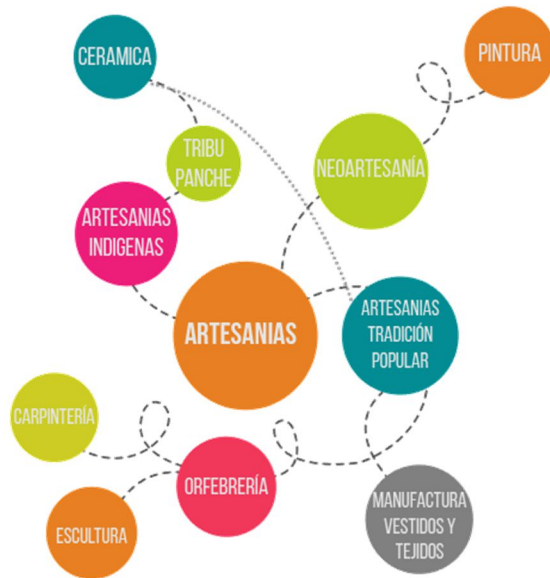 CERAMICA
PINTURA
TRIBU
PANCHE
NEOARTESANÍA
ARTESANIAS
INDIGENAS
ARTESANIAS
ARTESANIAS
TRADICIÓN
POPULAR
CARPINTERÍA
ORFEBRERÍA
ESCULTURA
MANUFACTURA
VESTIDOS Y
TEJIDOS